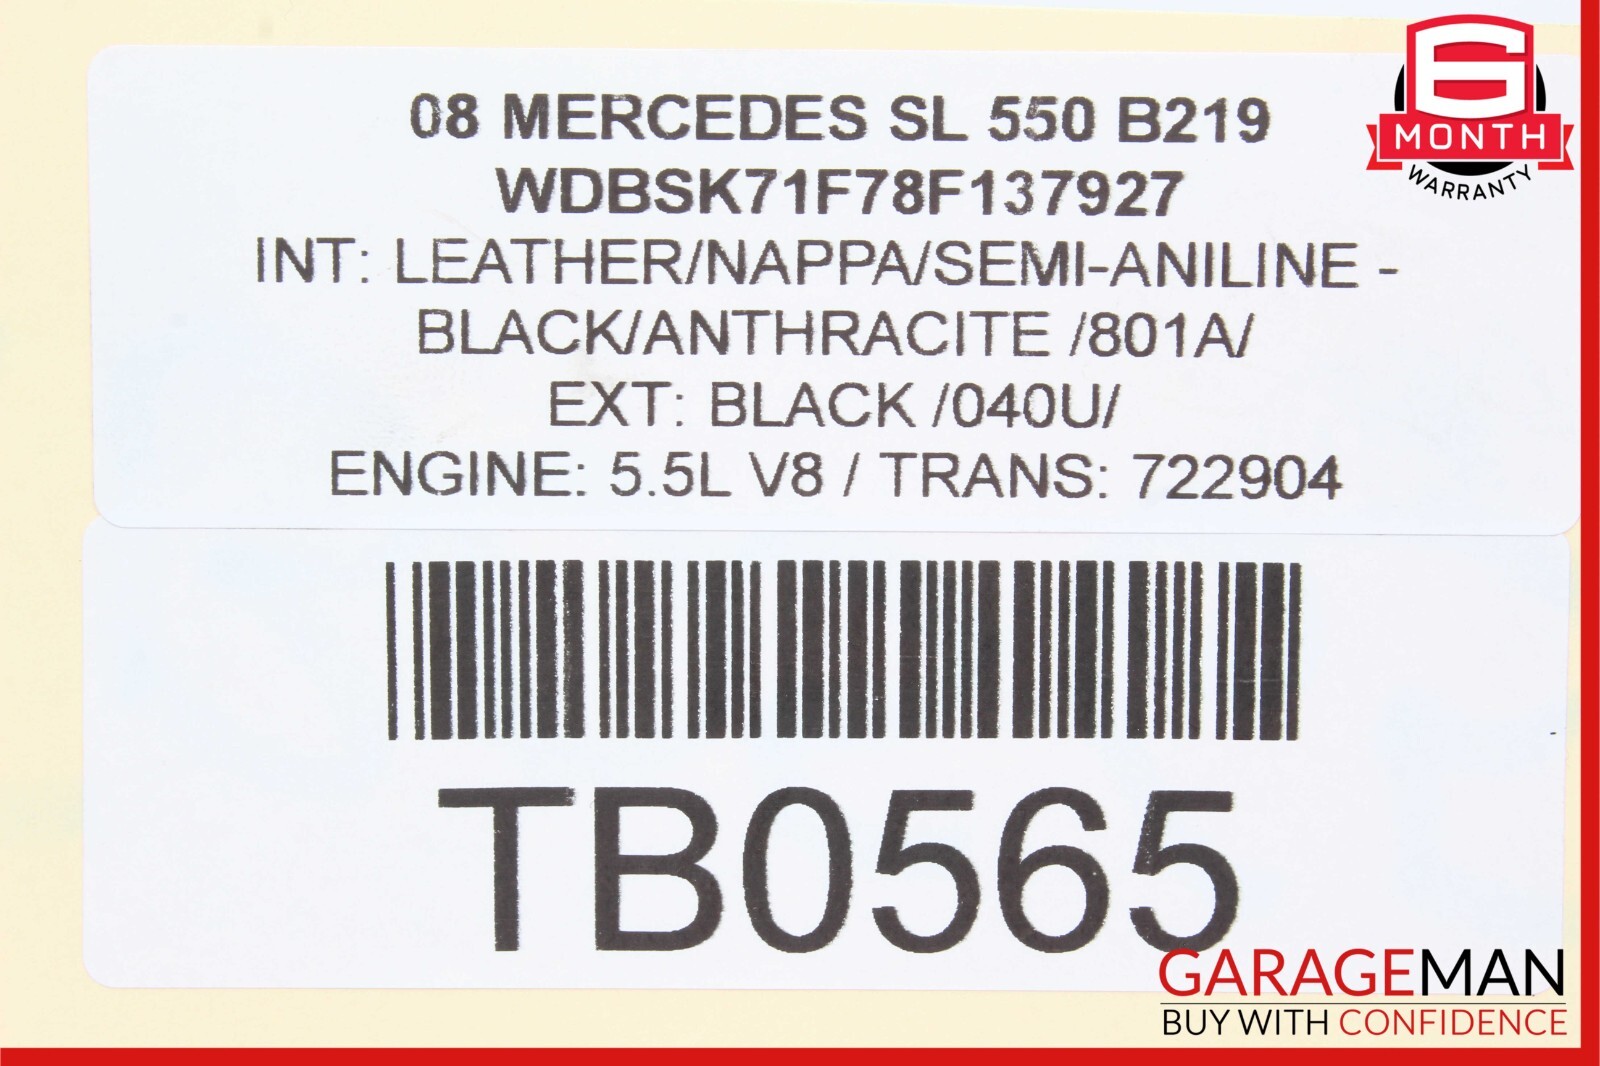 6
MONTH
WARRANTY
08 MERCEDES SL 550 B219
WDBSK71F78F137927
INT: LEATHER/NAPPA/SEMI-ANILINE -
BLACK/ANTHRACITE /801A/
EXT: BLACK /040U/
ENGINE: 5.5L V8 / TRANS: 722904
TB0565
GARAGEMAN
BUY WITH CONFIDENCE